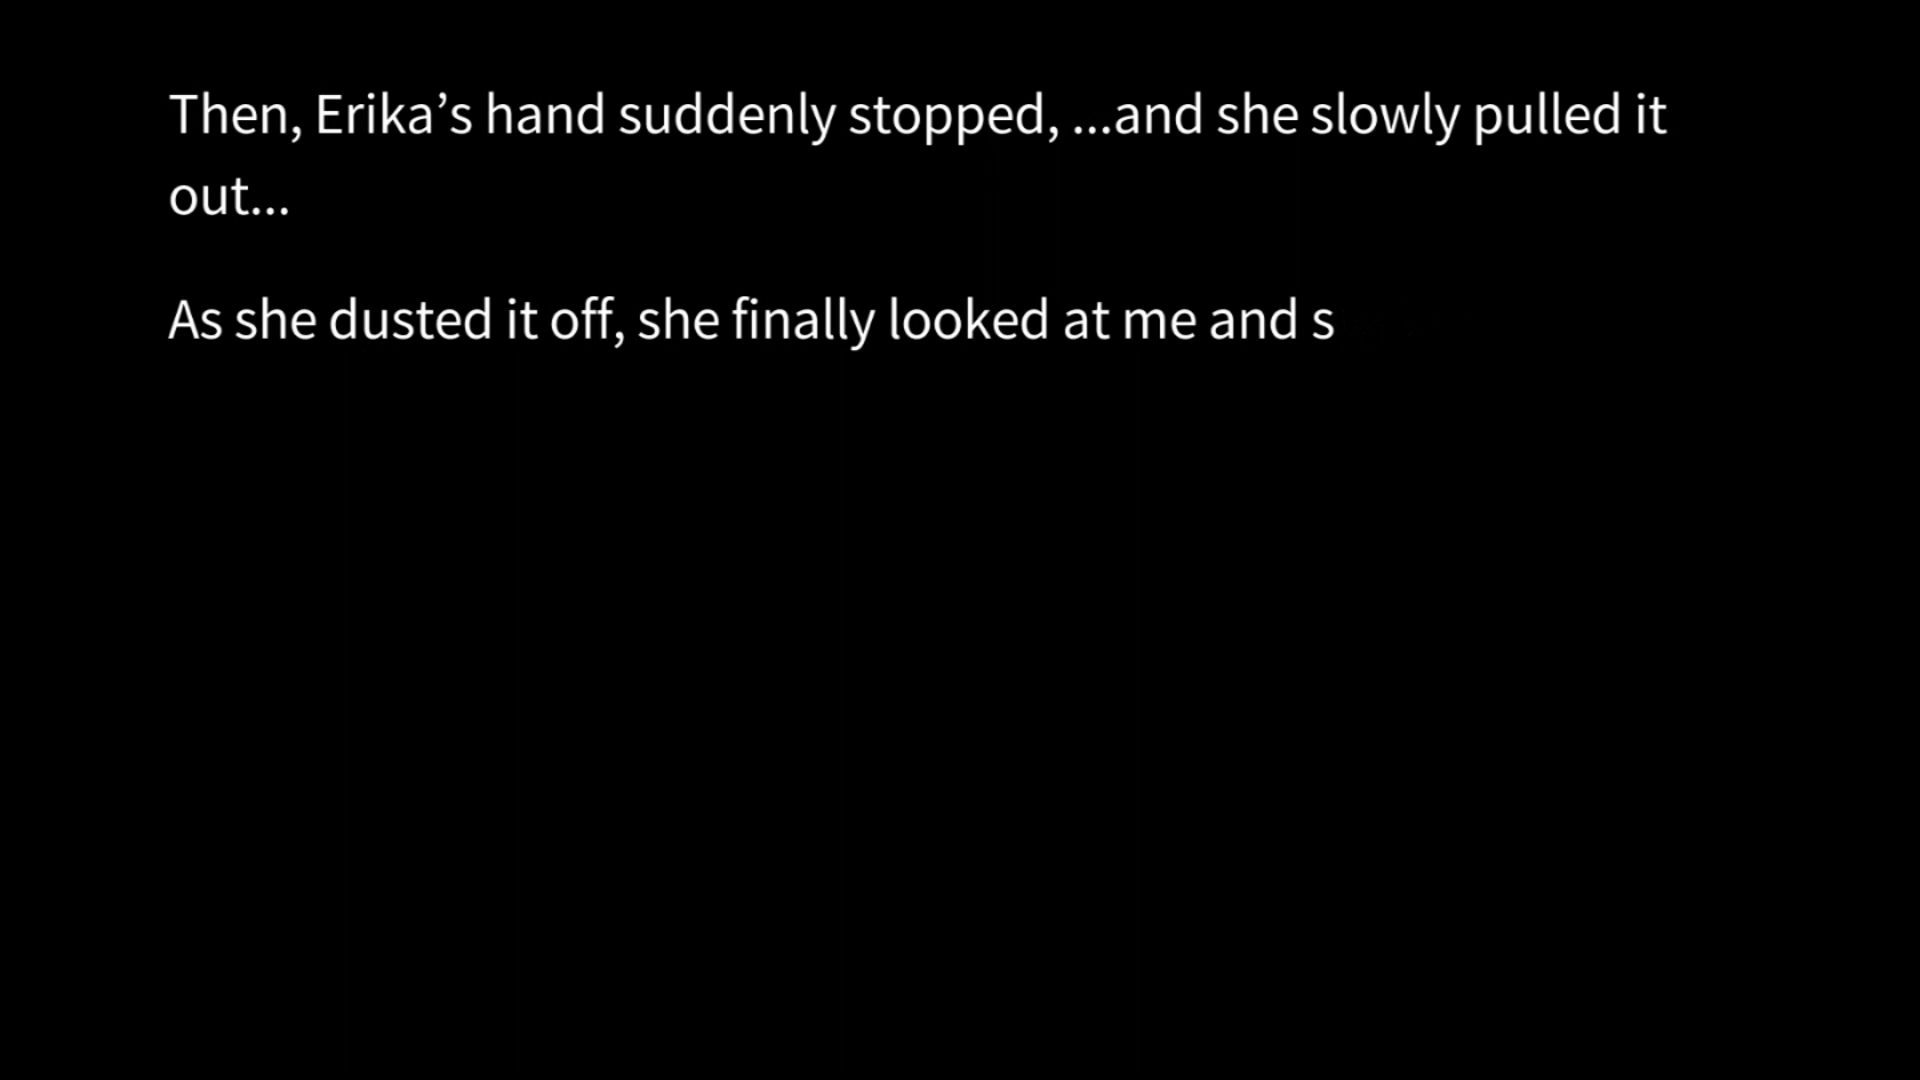 Then, Erika’s hand suddenly stopped, ...and she slowly pulled it
out...
As she dusted it off, she finally looked at me and s